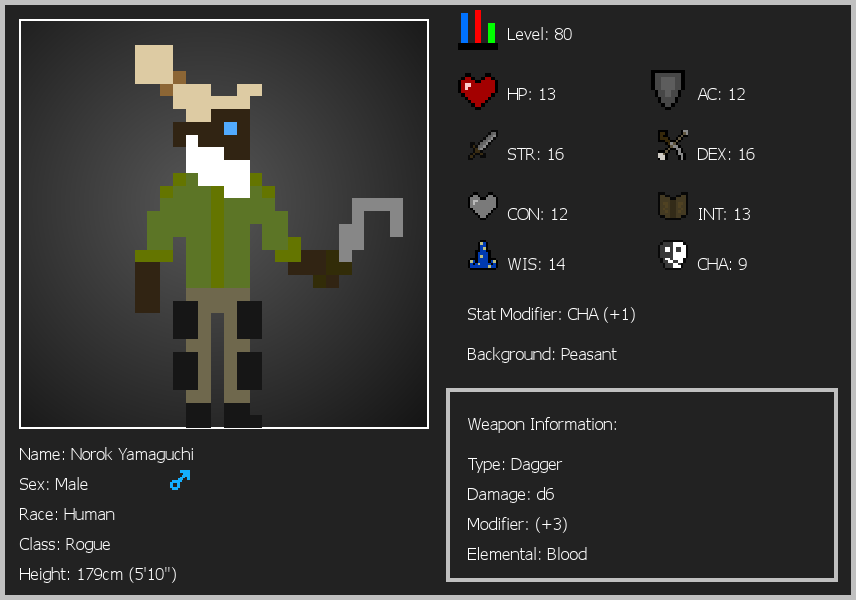 Level: 80
HP: 13
AC: 12
STR: 16
DEX: 16
CON: 12
INT: 13
WIS: 14
CHA: 9
Stat Modifier: CHA (+1)
Background: Peasant
Weapon Information:
Type: Dagger
Damage: d6
Modifier: (+3)
Elemental: Blood
Name: Norok Yamaguchi
Sex: Male
Race: Human
Class: Rogue
Height: 179cm (5'10")